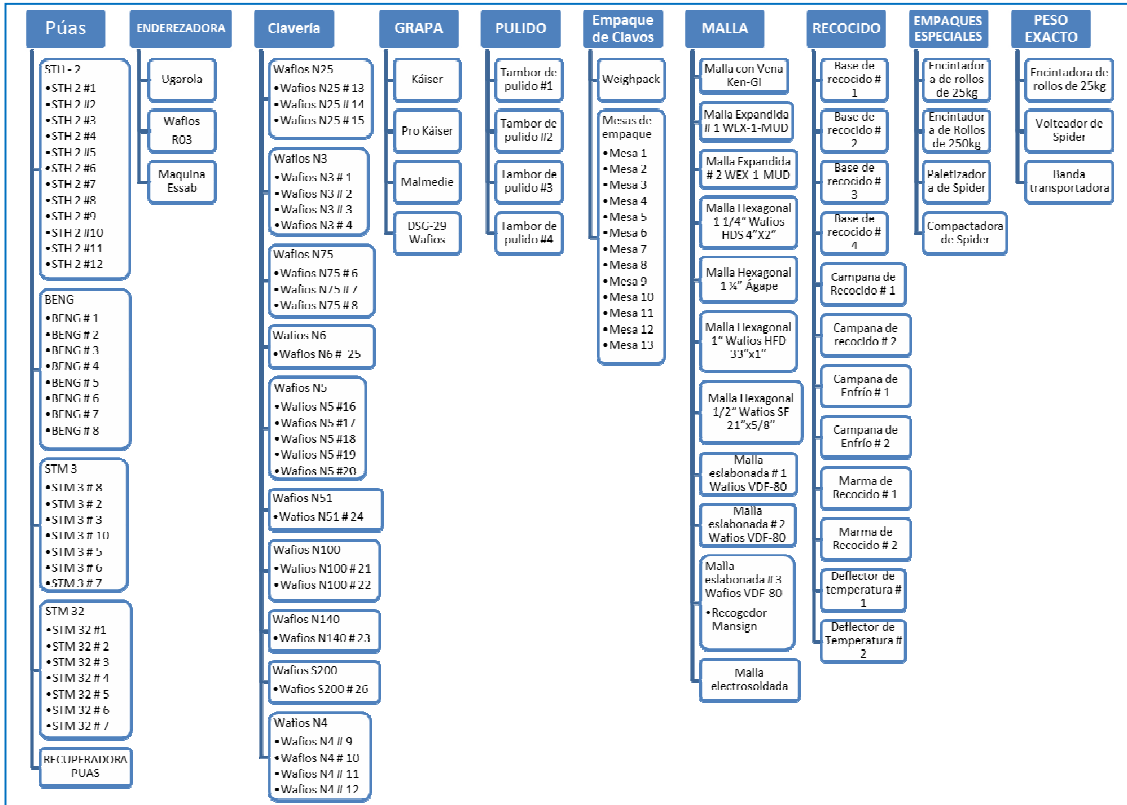 Púas
STH - 2
• STH 2 #1
• STH 2 #2
• STH 2 #3
• STH 2 #4
• STH 2 #5
• STH 2 #6
• STH 2 #7
• STH 2 #8
• STH 2 #9
• STH 2 #10
• STH 2 #11
• STH 2 #12
BENG
• BENG # 1
• BENG # 2
• BENG # 3
• BENG # 4
• BENG # 5
• BENG # 6
• BENG # 7
• BENG # 8
STM 3
• STM 3 # 8
• STM 3 # 2
• STM 3 # 3
• STM 3 # 10
• STM 3 # 5
• STM 3 # 6
• STM 3 # 7
STM 32
• STM 32 #1
• STM 32 # 2
• STM 32 # 3
• STM 32 # 4
• STM 32 # 5
• STM 32 # 6
• STM 32 # 7
RECUPERADORA
PUAS
ENDEREZADORA
Ugarola
Wafios
R03
Maquina
Essab
Clavería
Wafios N25
• Wafios N25 # 13
• Wafios N25 # 14
• Wafios N25 # 15
Wafios N3
• Wafios N3 # 1
• Wafios N3 # 2
• Wafios N3 # 3
• Wafios N3 # 4
Wafios N75
• Wafios N75 # 6
• Wafios N75 # 7
• Wafios N75 # 8
Wafios N6
• Wafios N6 # 25
Wafios N5
• Wafios N5 #16
• Wafios N5 #17
• Wafios N5 #18
• Wafios N5 #19
• Wafios N5 #20
Wafios N51
• Wafios N51 # 24
Wafios N100
• Wafios N100 # 21
• Wafios N100 # 22
Wafios N140
• Wafios N140 # 23
Wafios S200
• Wafios S200 # 26
Wafios N4
• Wafios N4 # 9
• Wafios N4 # 10
• Wafios N4 # 11
• Wafios N4 # 12
GRAPA
Káiser
Pro Káiser
Malmedie
DSG-29
Wafios
PULIDO
Tambor de
pulido #1
Tambor de
pulido #2
Tambor de
pulido #3
Tambor de
pulido #4
Empaque
de Clavos
Weighpack
Mesas de
empaque
• Mesa 1
• Mesa 2
• Mesa 3
• Mesa 4
• Mesa 5
• Mesa 6
• Mesa 7
• Mesa 8
• Mesa 9
• Mesa 10
• Mesa 11
• Mesa 12
• Mesa 13
MALLA
Malla con Vena
Ken-GI
Malla Expandida
# 1 WEX-1-MUD
Malla Expandida
# 2 WEX 1 MUD
Malla Hexagonal
1 1/4" Wafios
HDS 4"X2"
Malla Hexagonal
1 ¼" Ágape
Malla Hexagonal
1" Wafios HFD
33"x1"
Malla Hexagonal
1/2" Wafios SF
21"x5/8"
Malla
eslabonada # 1
Wafios VDF-80
Malla
eslabonada # 2
Wafios VDF-80
Malla
eslabonada # 3
Wafios VDF 80
• Recogedor
Mansign
Malla
electrosoldada
RECOCIDO
Base de
recocido #
1
Base de
recocido #
2
Base de
recocido #
3
Base de
recocido #
4
Campana de
Recocido # 1
Campana de
recocido # 2
Campana de
Enfrío # 1
Campana de
Enfrío # 2
Marma de
Recocido # 1
Marma de
Recocido # 2
Deflector de
temperatura #
1
Deflector de
Temperatura #
2
EMPAQUES
ESPECIALES
Encintador
a de rollos
de 25kg
Encintador
a de Rollos
de 250kg
Paletizador
a de Spider
Compactadora
de Spider
PESO
EXACTO
Encintadora de
rollos de 25kg
Volteador de
Spider
Banda
transportadora